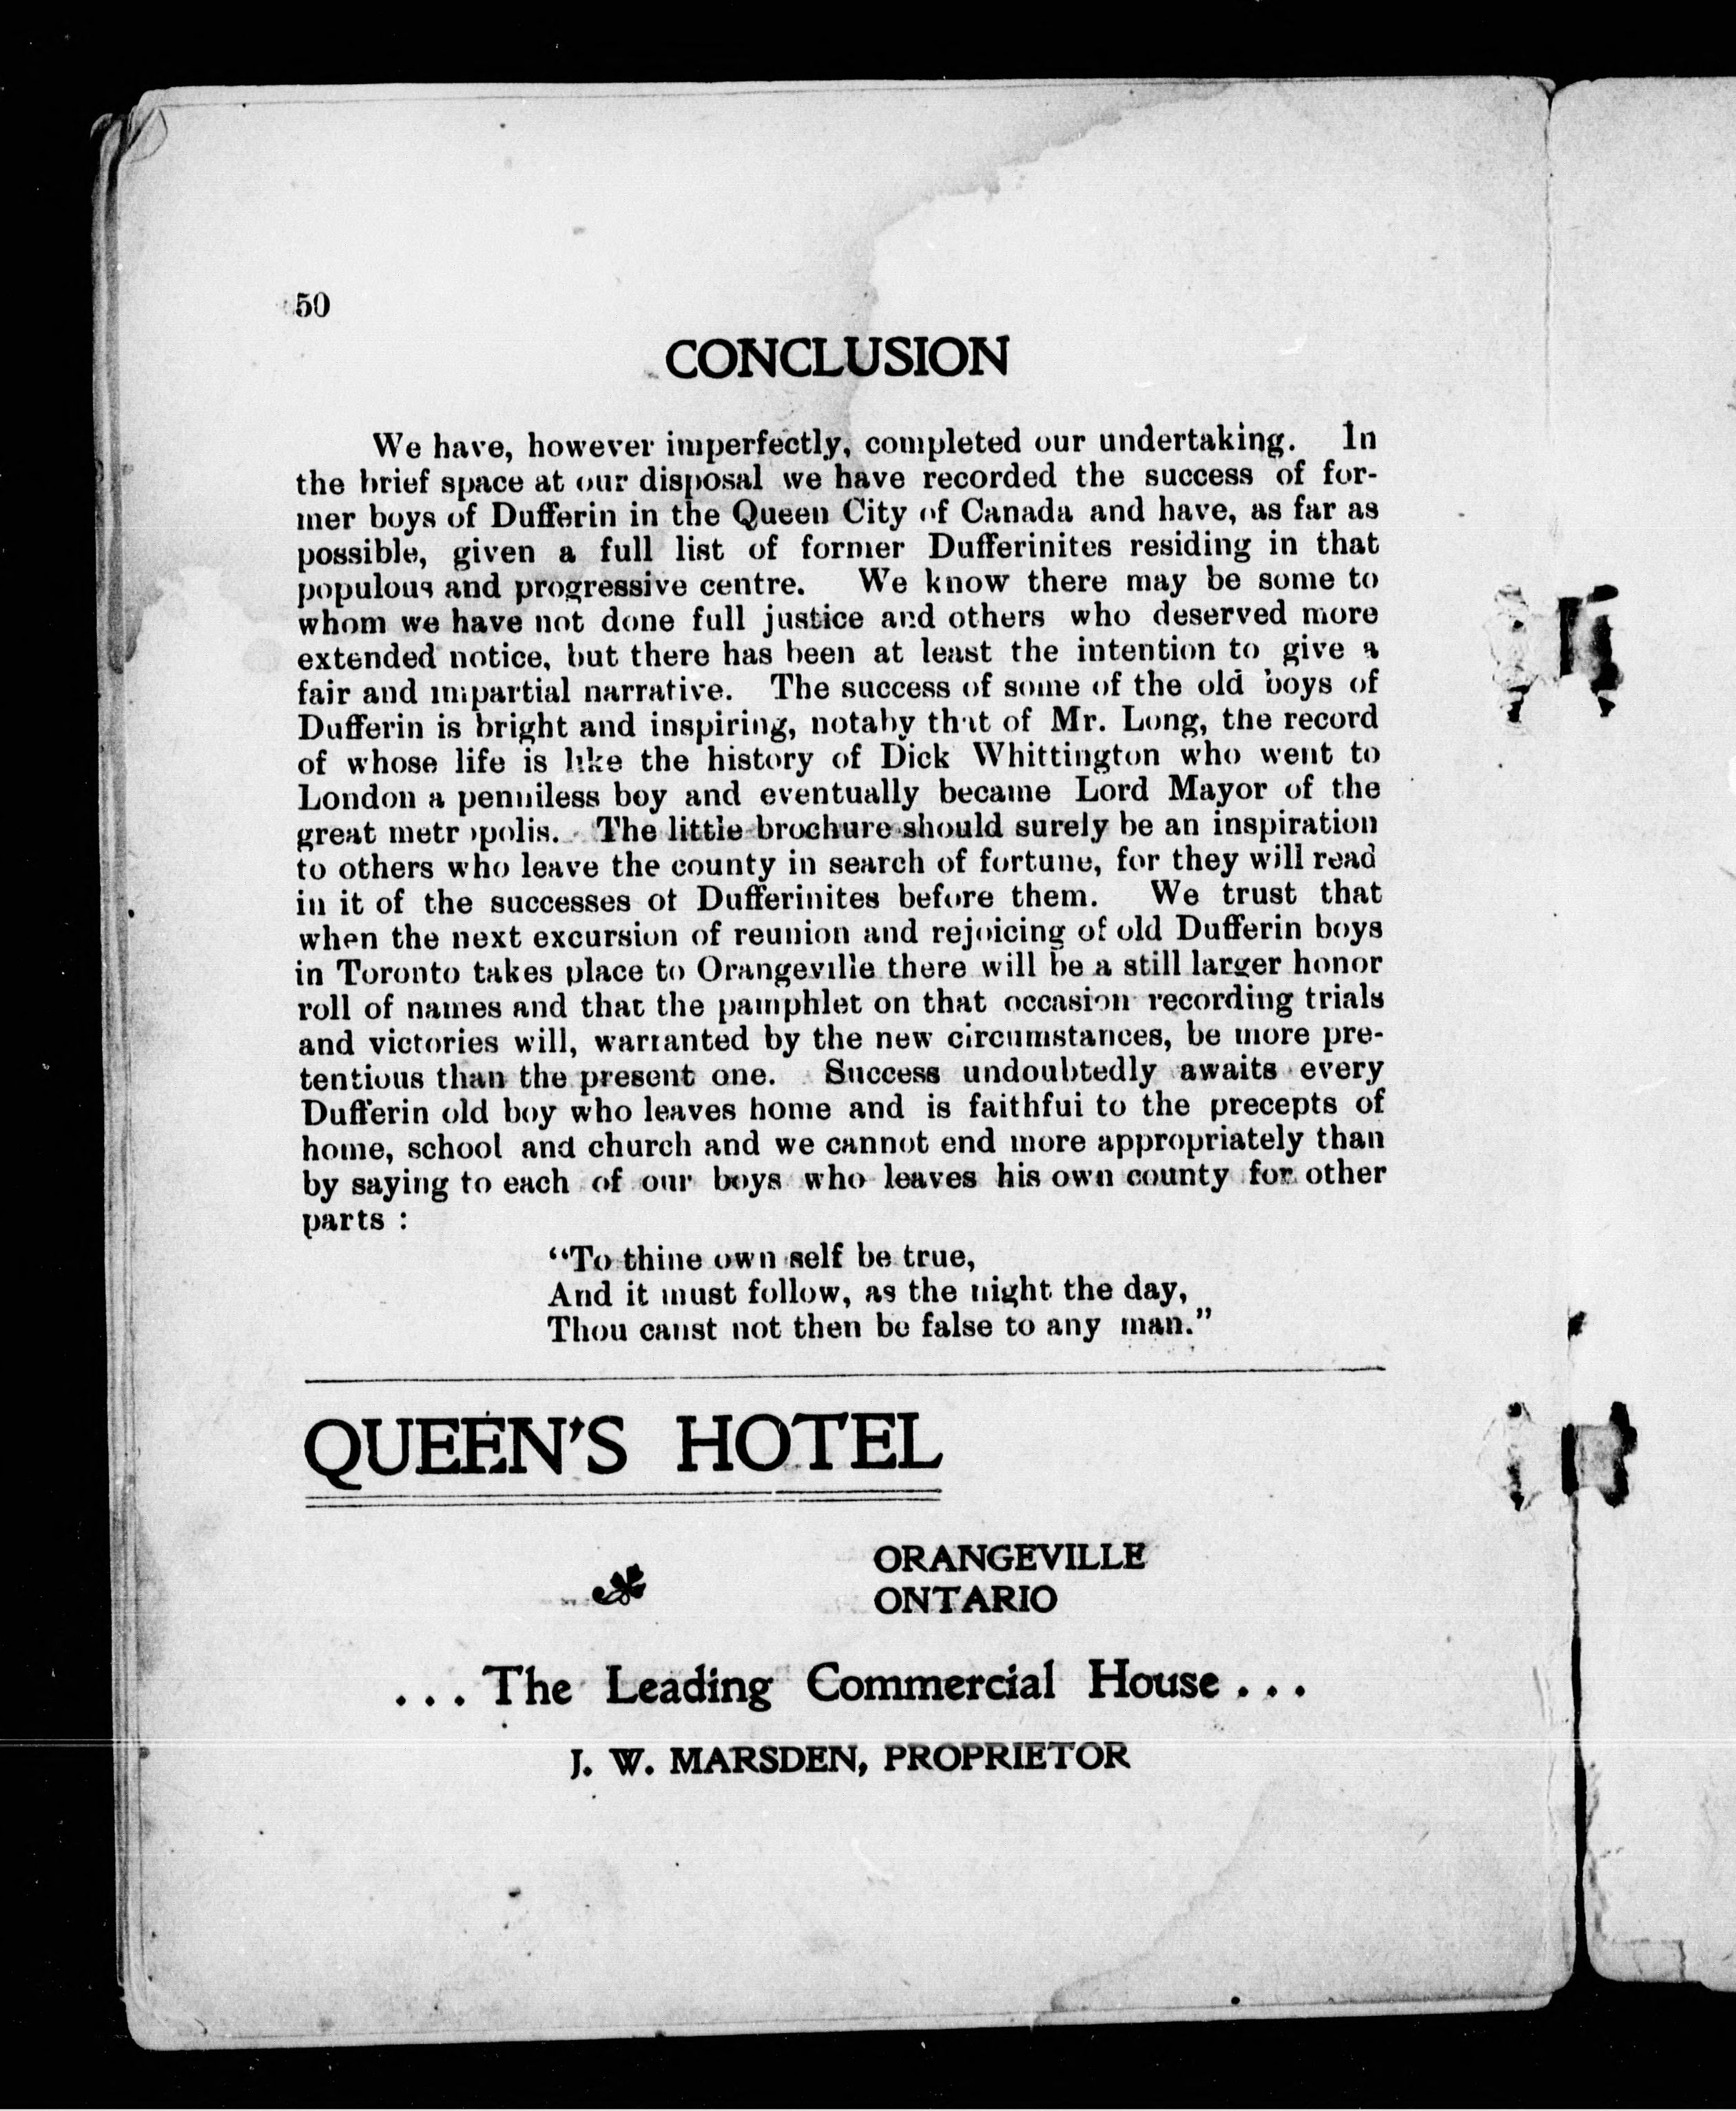 50
CONCLUSION
We have, however imperfectly, completed our undertaking. In
the brief space at our disposal we have recorded the success of for-
mer boys of Dufferin in the Queen City of Canada and have, as far as
possible, given a full list of former Dufferinites residing in that
populous and progressive centre. We know there may be some to
whom we have not done full justice and others who deserved more
extended notice, but there has been at least the intention to give a
fair and impartial narrative. The success of some of the old boys of
Dufferin is bright and inspiring, notaby that of Mr. Long, the record
of whose life is like the history of Dick Whittington who went to
London a penniless boy and eventually became Lord Mayor of the
great metropolis. The little brochure should surely be an inspiration
to others who leave the county in search of fortune, for they will read
in it of the successes of Dufferinites before them. We trust that
when the next excursion of reunion and rejoicing of old Dufferin boys
in Toronto takes place to Orangeville there will be a still larger honor
roll of names and that the pamphlet on that occasion recording trials
and victories will, warranted by the new circumstances, be more pre-
tentious than the present one. Success undoubtedly awaits every
Dufferin old boy who leaves home and is faithful to the precepts of
home, school and church and we cannot end more appropriately than
by saying to each of our boys who leaves his own county for other
parts :
“To thine own self be true,
And it must follow, as the night the day,
Thou canst not then be false to any man.”
QUEEN'S HOTEL
ORANGEVILLE
ONTARIO
... The Leading Commercial House ...
J. W. MARSDEN, PROPRIETOR